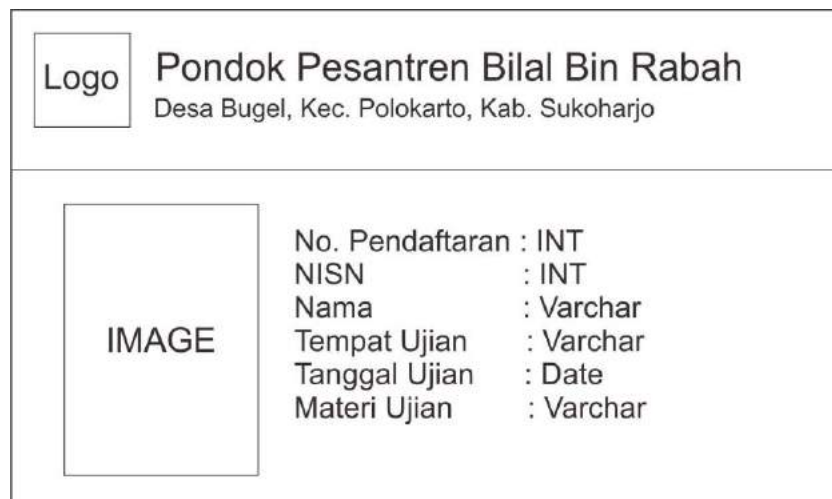 Logo
Pondok Pesantren Bilal Bin Rabah
Desa Bugel, Kec. Polokarto, Kab. Sukoharjo
IMAGE
No. Pendaftaran : INT
NISN : INT
Nama : Varchar
Tempat Ujian : Varchar
Tanggal Ujian : Date
Materi Ujian : Varchar